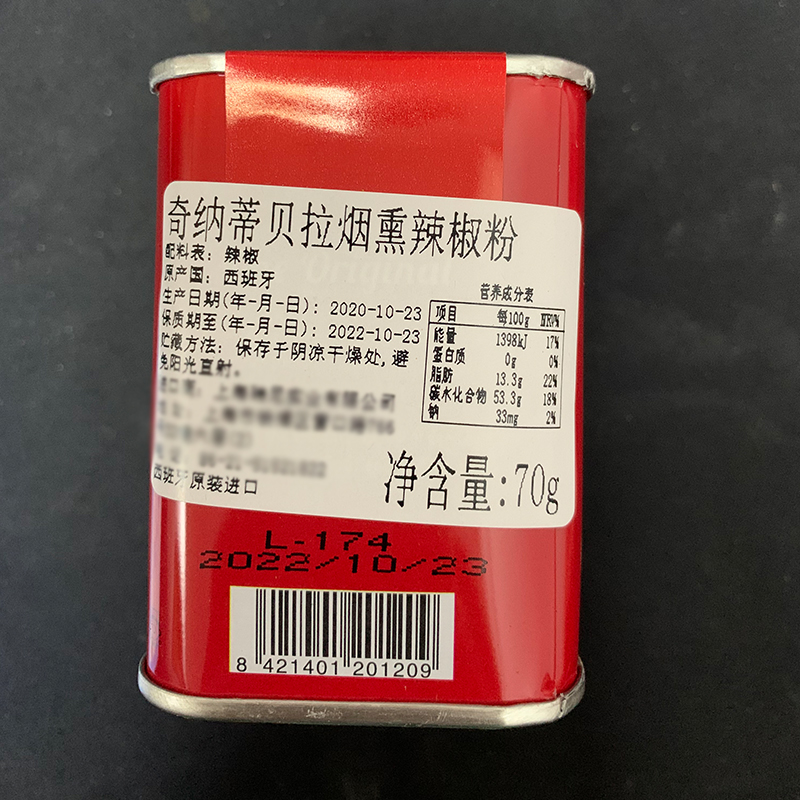 奇纳蒂贝拉烟熏辣椒粉
配料表: 辣椒
原产国: 西班牙
生产日期(年-月-日): 2020-10-23
保质期至(年-月-日): 2022-10-23
贮藏方法: 保存于阴凉干燥处,避
免阳光直射。
西班牙原装进口
营养成分表
项目 每100g NRV%
能量 1398kJ 17%
蛋白质 0g 0%
脂肪 13.3g 22%
碳水化合物 53.3g 18%
钠 33mg 2%
净含量:70g
L-174
2022/10/23
8 421401 201209